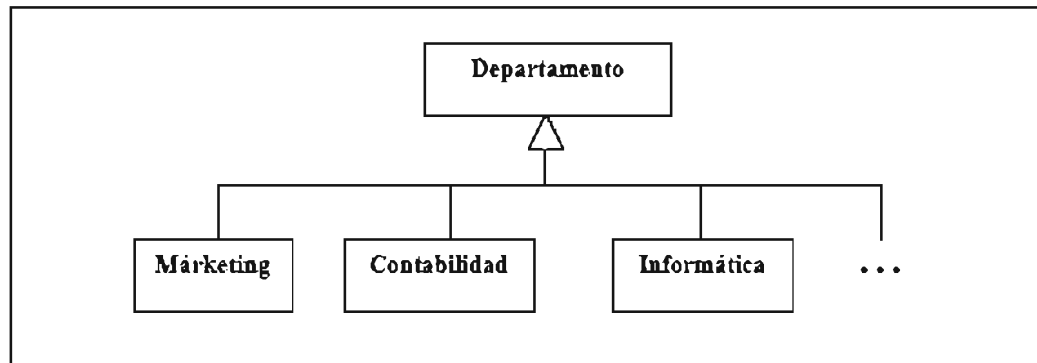 Departamento
Márketing
Contabilidad
Informática
...